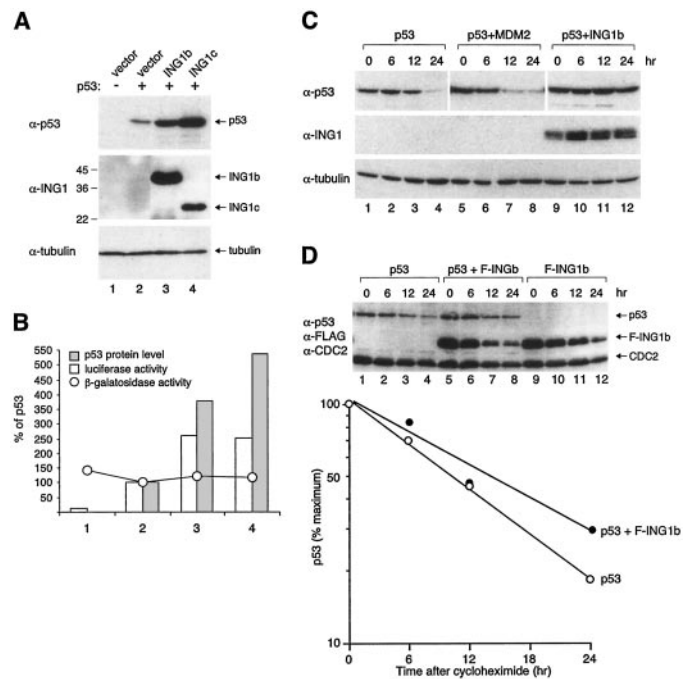 A
vector
vector
ING1b
ING1c
p53: - + + +
α-p53
p53
α-ING1
45
36
22
ING1b
ING1c
α-tubulin
tubulin
1 2 3 4
B
p53 protein level
luciferase activity
β-galatosidase activity
% of p53
550
500
450
400
350
300
250
200
150
100
50
1 2 3 4
C
p53 p53+MDM2 p53+ING1b
0 6 12 24 0 6 12 24 0 6 12 24 hr
α-p53
α-ING1
α-tubulin
1 2 3 4 5 6 7 8 9 10 11 12
D
p53 p53 + F-INGb F-ING1b
0 6 12 24 0 6 12 24 0 6 12 24 hr
α-p53
α-FLAG
α-CDC2
p53
F-ING1b
CDC2
1 2 3 4 5 6 7 8 9 10 11 12
p53 (% maximum)
100
50
10
p53 + F-ING1b
p53
0 6 12 18 24
Time after cycloheximide (hr)